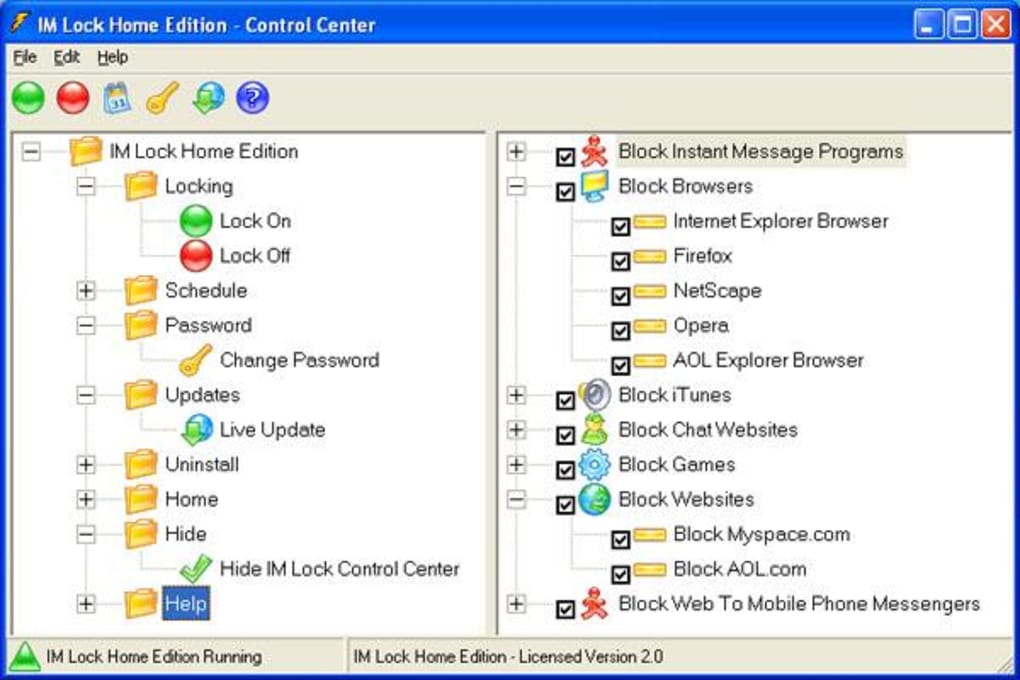 IM Lock Home Edition - Control Center
File Edit Help
31
IM Lock Home Edition
Locking
Lock On
Lock Off
Schedule
Password
Change Password
Updates
Live Update
Uninstall
Home
Hide
Hide IM Lock Control Center
Help
Block Instant Message Programs
Block Browsers
Internet Explorer Browser
Firefox
NetScape
Opera
AOL Explorer Browser
Block iTunes
Block Chat Websites
Block Games
Block Websites
Block Myspace.com
Block AOL.com
Block Web To Mobile Phone Messengers
IM Lock Home Edition Running
IM Lock Home Edition - Licensed Version 2.0